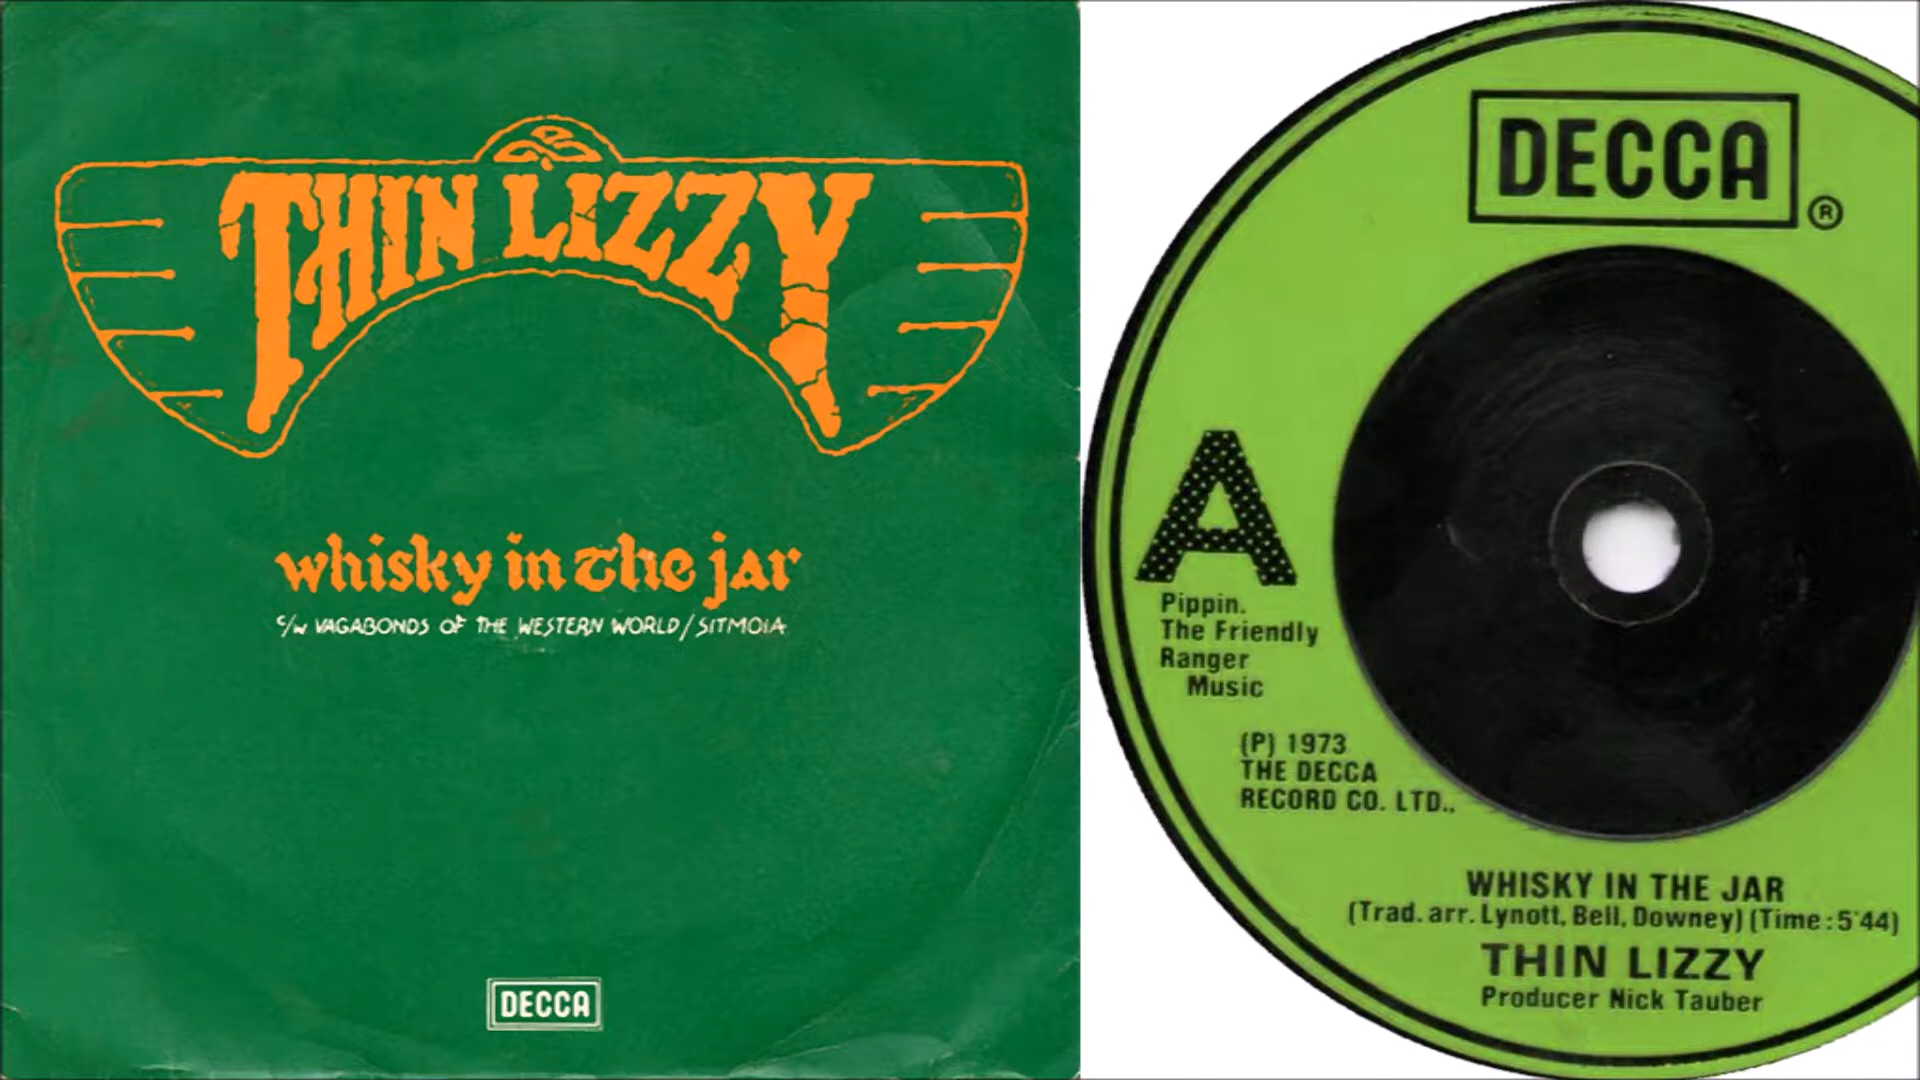 THIN LIZZY
whisky in the jar
c/w VAGABONDS OF THE WESTERN WORLD/SITMOIA
DECCA
DECCA ®
A
Pippin.
The Friendly
Ranger
Music
(P) 1973
THE DECCA
RECORD CO. LTD..
WHISKY IN THE JAR
(Trad. arr. Lynott, Bell, Downey) (Time : 5'44)
THIN LIZZY
Producer Nick Tauber